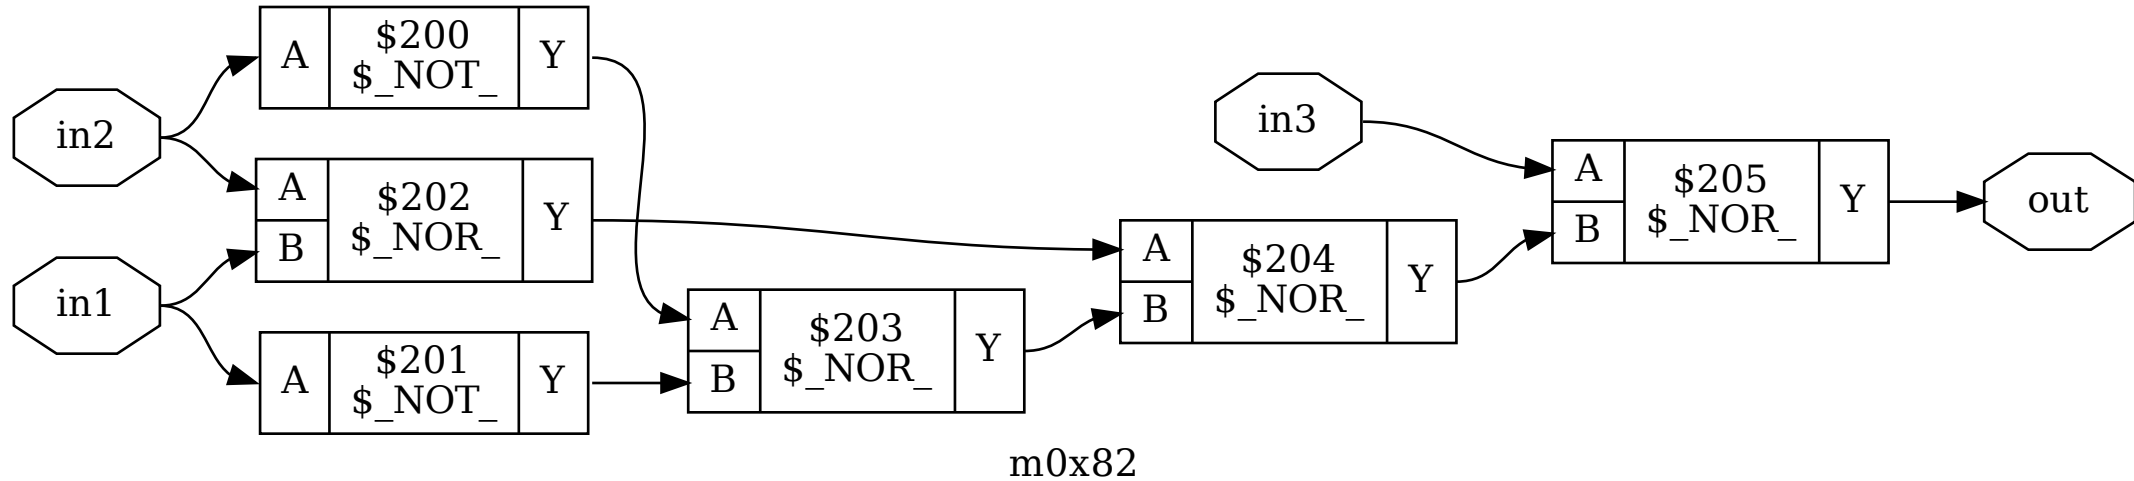 in2
in1
A
$200
$_NOT_
Y
A
B
$202
$_NOR_
Y
A
$201
$_NOT_
Y
A
B
$203
$_NOR_
Y
in3
A
B
$204
$_NOR_
Y
A
B
$205
$_NOR_
Y
out
m0x82